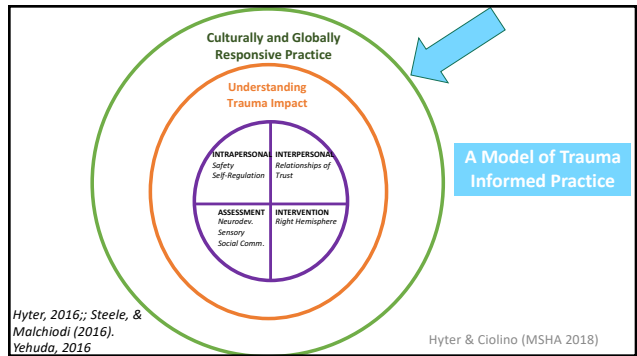 Culturally and Globally
Responsive Practice
Understanding
Trauma Impact
INTRAPERSONAL
Safety
Self-Regulation
INTERPERSONAL
Relationships of
Trust
ASSESSMENT
Neurodev.
Sensory
Social Comm.
INTERVENTION
Right Hemisphere
A Model of Trauma
Informed Practice
Hyter, 2016;; Steele, &
Malchiodi (2016).
Yehuda, 2016
Hyter & Ciolino (MSHA 2018)